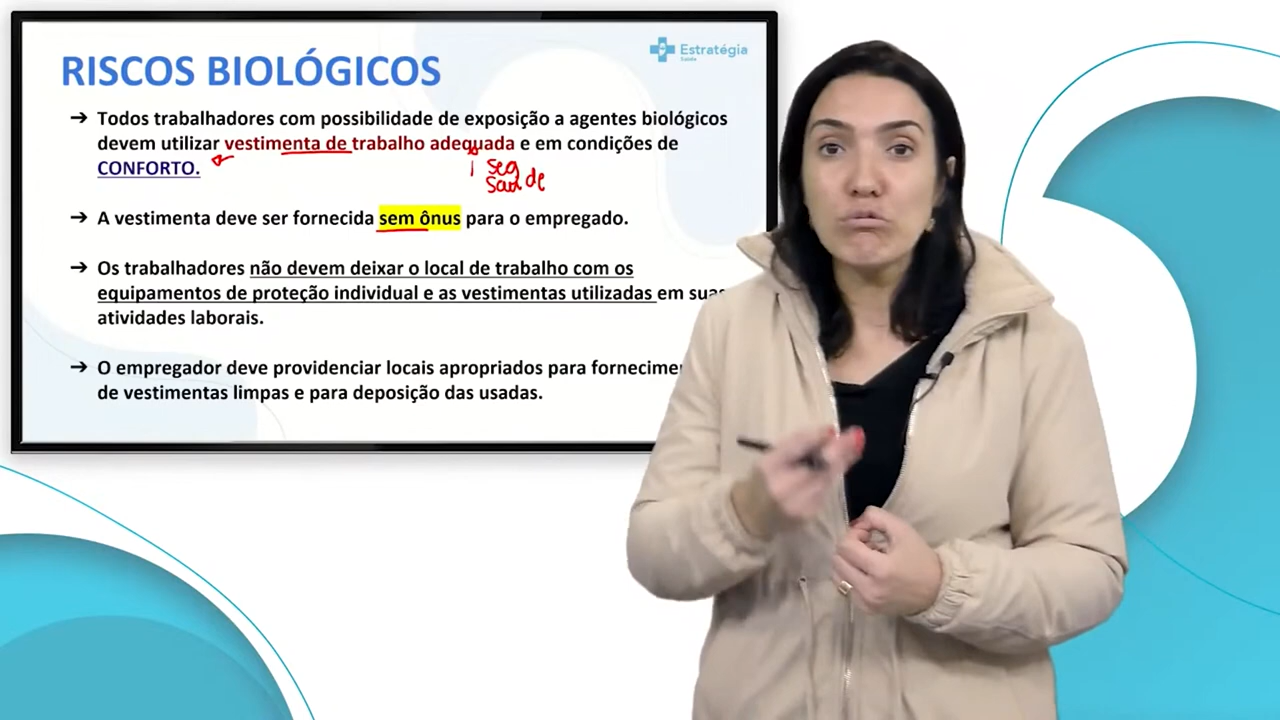 RISCOS BIOLÓGICOS
Estratégia
Saúde
➔ Todos trabalhadores com possibilidade de exposição a agentes biológicos
devem utilizar vestimenta de trabalho adequada e em condições de
CONFORTO.
seg
saúde
➔ A vestimenta deve ser fornecida sem ônus para o empregado.
➔ Os trabalhadores não devem deixar o local de trabalho com os
equipamentos de proteção individual e as vestimentas utilizadas em suas
atividades laborais.
➔ O empregador deve providenciar locais apropriados para
de vestimentas limpas e para deposição das usadas.